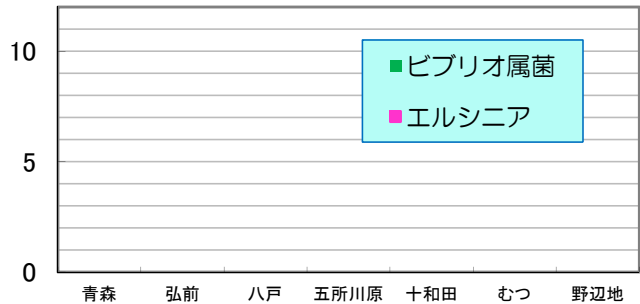 10
ビブリオ属菌
エルシニア
5
0
青森 弘前 八戸 五所川原 十和田 むつ 野辺地